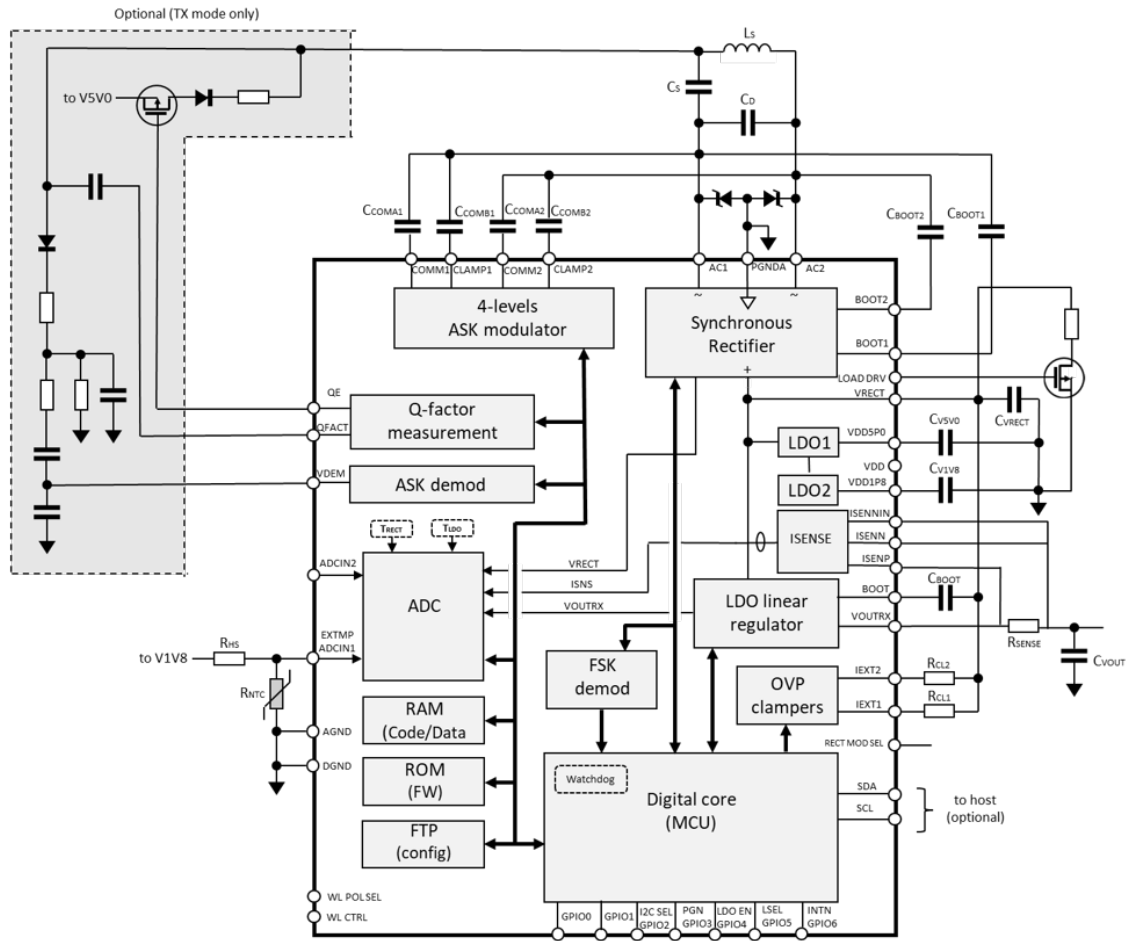 Optional (TX mode only)
LS
CS
CD
to V5V0
CCOMA1
CCOMB1
CCOMA2
CCOMB2
CBOOT2
CBOOT1
COMM1
CLAMP1
COMM2
CLAMP2
AC1
PGNDA
AC2
4-levels
ASK modulator
~
~
Synchronous
Rectifier
+
BOOT2
BOOT1
LOAD DRV
VRECT
CVRECT
QE
QFACT
Q-factor
measurement
VDEM
ASK demod
LDO1
VDD5P0
CV5V0
VDD
LDO2
VDD1P8
CV1V8
TRECT
TLDO
ISENSE
ISENNIN
ISENN
ISENP
ADCIN2
ADC
VRECT
ISNS
VOUTRX
LDO linear
regulator
BOOT
CBOOT
VOUTRX
RSENSE
CVOUT
to V1V8
RHS
EXTMP
ADCIN1
RNTC
FSK
demod
OVP
clampers
IEXT2
RCL2
IEXT1
RCL1
AGND
DGND
RAM
(Code/Data
ROM
(FW)
FTP
(config)
RECT MOD SEL
Watchdog
Digital core
(MCU)
SDA
SCL
to host
(optional)
WL POL SEL
WL CTRL
GPIO0
GPIO1
I2C SEL
GPIO2
PGN
GPIO3
LDO EN
GPIO4
LSEL
GPIO5
INTN
GPIO6